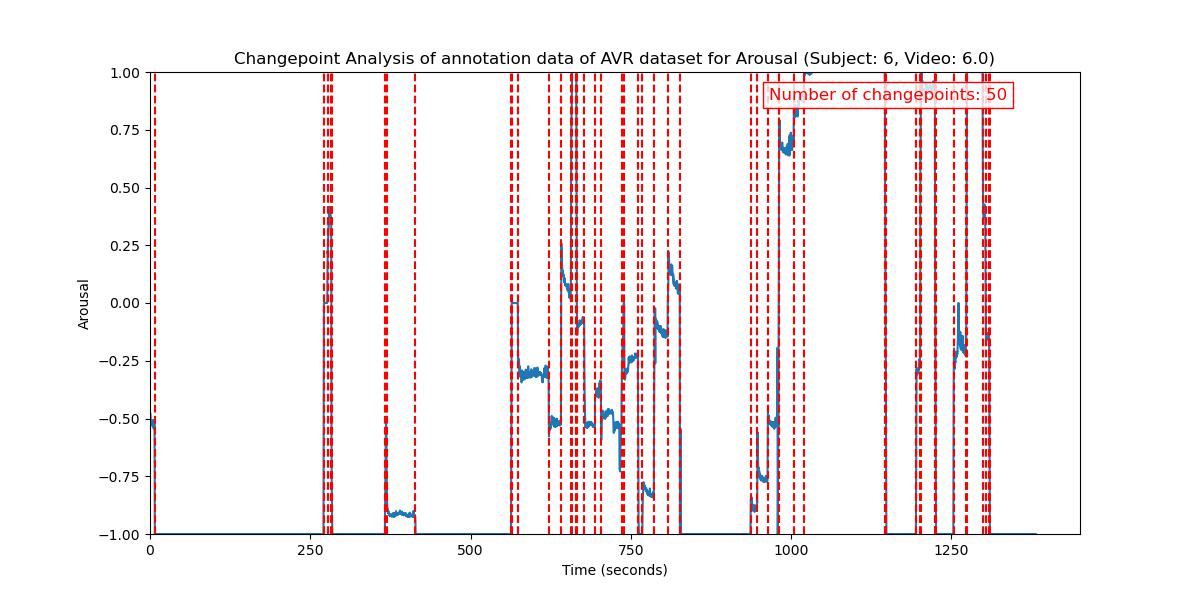 Changepoint Analysis of annotation data of AVR dataset for Arousal (Subject: 6, Video: 6.0)
Number of changepoints: 50
1.00
0.75
0.50
0.25
0.00
−0.25
−0.50
−0.75
−1.00
Arousal
0 250 500 750 1000 1250
Time (seconds)